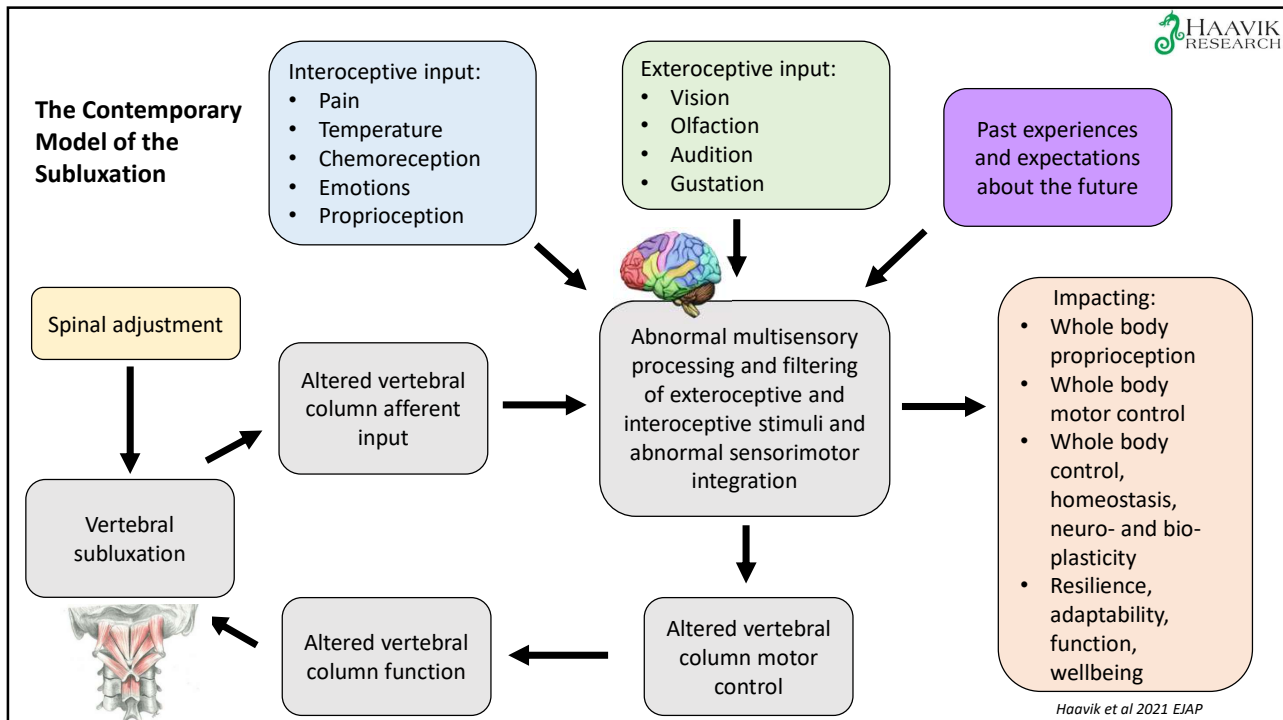 HAAVIK
RESEARCH
The Contemporary
Model of the
Subluxation
Interoceptive input:
• Pain
• Temperature
• Chemoreception
• Emotions
• Proprioception
Exteroceptive input:
• Vision
• Olfaction
• Audition
• Gustation
Past experiences
and expectations
about the future
Spinal adjustment
Altered vertebral
column afferent
input
Abnormal multisensory
processing and filtering
of exteroceptive and
interoceptive stimuli and
abnormal sensorimotor
integration
Impacting:
• Whole body
proprioception
• Whole body
motor control
• Whole body
control,
homeostasis,
neuro- and bio-
plasticity
• Resilience,
adaptability,
function,
wellbeing
Vertebral
subluxation
Altered vertebral
column function
Altered vertebral
column motor
control
Haavik et al 2021 EJAP